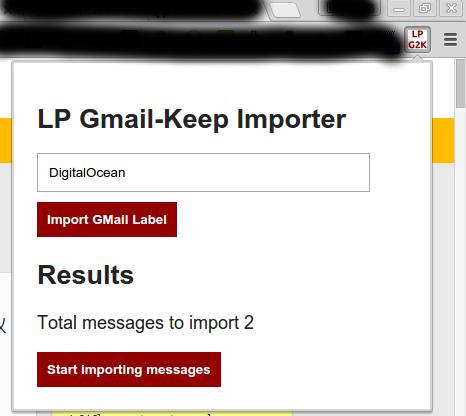 LP
G2K
LP Gmail-Keep Importer
DigitalOcean
Import GMail Label
Results
Total messages to import 2
Start importing messages